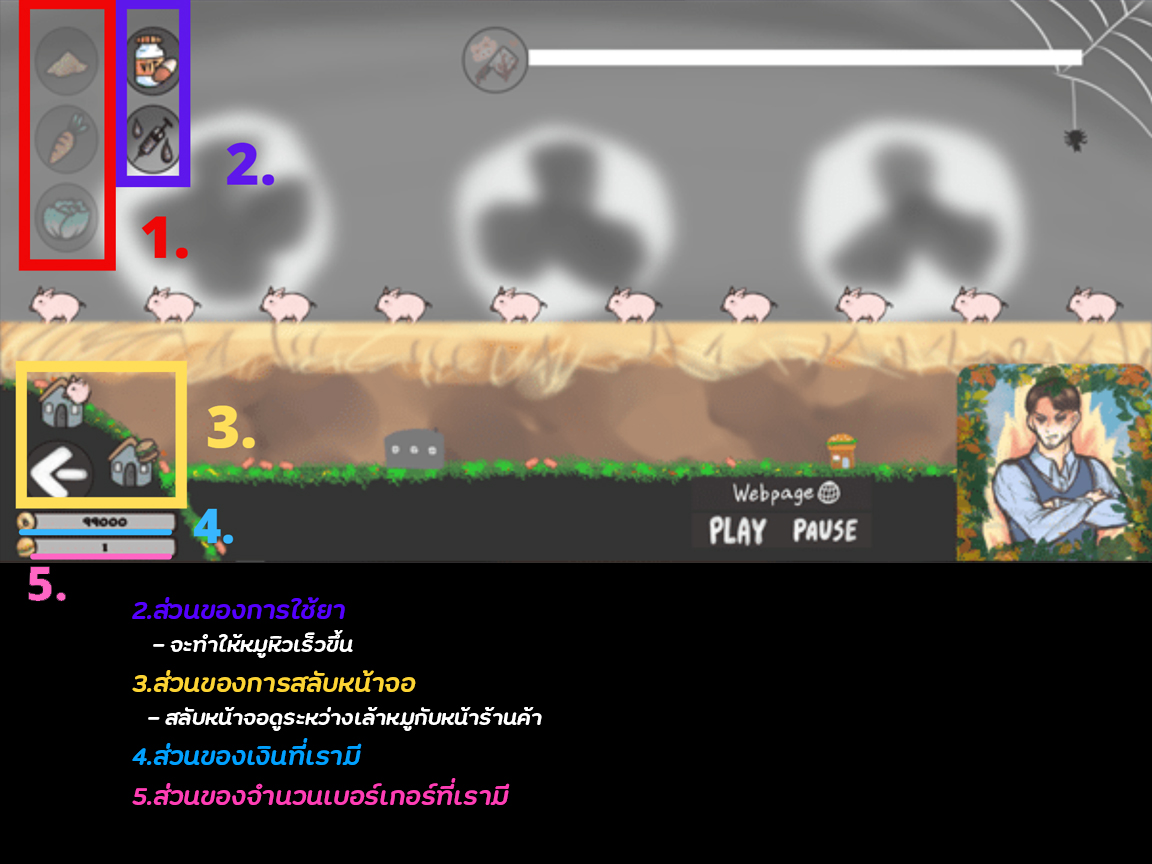 2.
1.
3.
Webpage
4.
99000
PLAY PAUSE
1
5.
2.ส่วนของการใช้ยา
– จะทำให้หมูหิวเร็วขึ้น
3.ส่วนของการสลับหน้าจอ
– สลับหน้าจอดูระหว่างเล้าหมูกับหน้าร้านค้า
4.ส่วนของเงินที่เรามี
5.ส่วนของจำนวนเบอร์เกอร์ที่เรามี